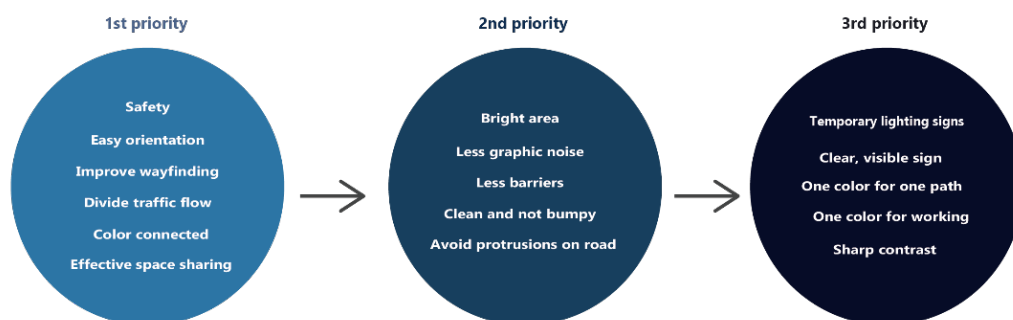 1st priority
Safety
Easy orientation
Improve wayfinding
Divide traffic flow
Color connected
Effective space sharing
2nd priority
Bright area
Less graphic noise
Less barriers
Clean and not bumpy
Avoid protrusions on road
3rd priority
Temporary lighting signs
Clear, visible sign
One color for one path
One color for working
Sharp contrast